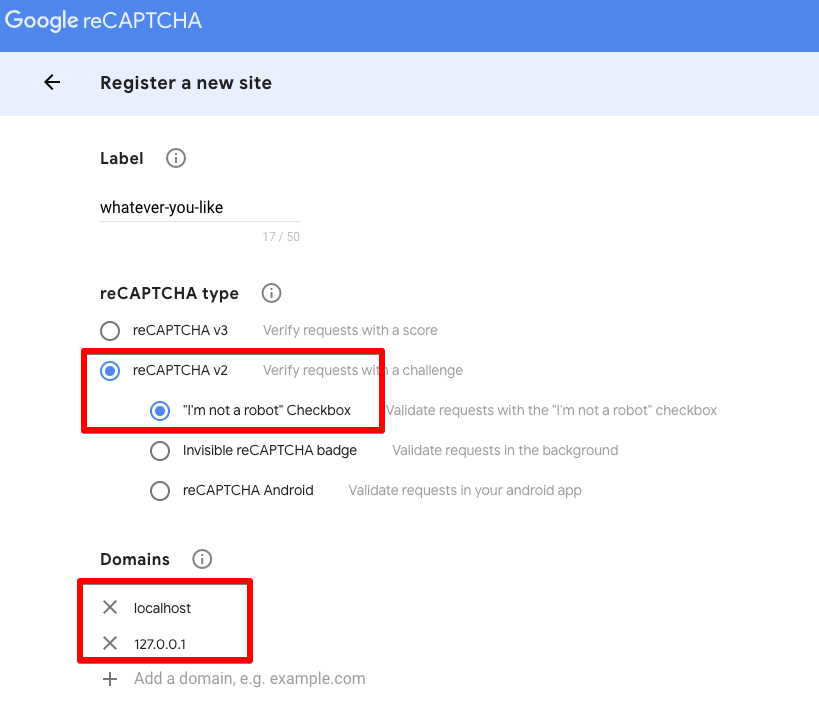 Google reCAPTCHA
Register a new site
Label
whatever-you-like
17 / 50
reCAPTCHA type
reCAPTCHA v3 Verify requests with a score
reCAPTCHA v2 Verify requests with a challenge
"I'm not a robot" Checkbox Validate requests with the "I'm not a robot" checkbox
Invisible reCAPTCHA badge Validate requests in the background
reCAPTCHA Android Validate requests in your android app
Domains
localhost
127.0.0.1
Add a domain, e.g. example.com